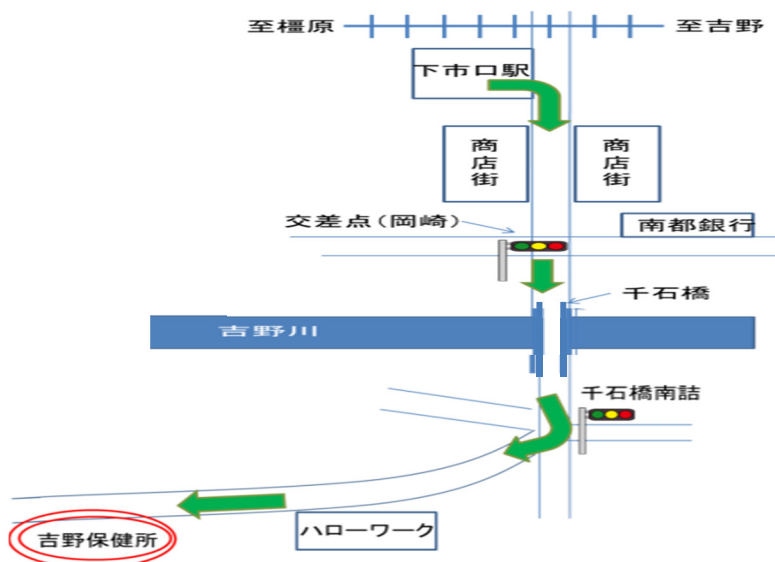 至橿原
至吉野
下市口駅
商店街
商店街
交差点(岡崎)
南都銀行
千石橋
吉野川
千石橋南詰
ハローワーク
吉野保健所